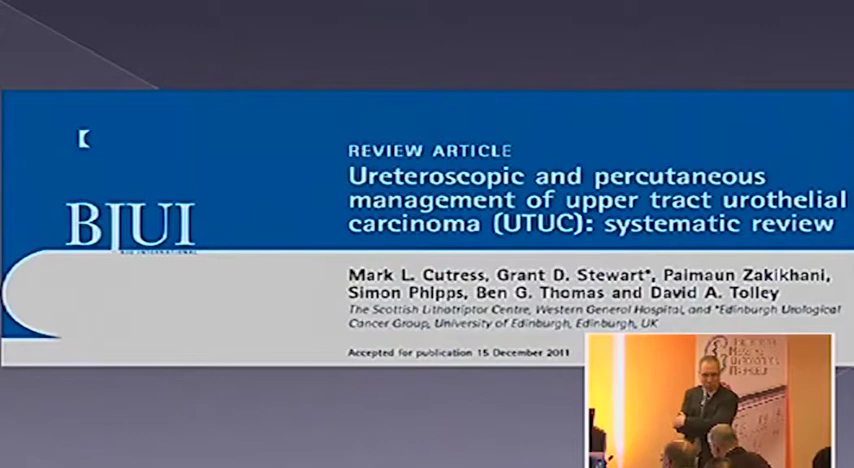 REVIEW ARTICLE
Ureteroscopic and percutaneous
management of upper tract urothelial
carcinoma (UTUC): systematic review
BJUI
BJU INTERNATIONAL
Mark L. Cutress, Grant D. Stewart*, Paimaun Zakikhani,
Simon Phipps, Ben G. Thomas and David A. Tolley
The Scottish Lithotriptor Centre, Western General Hospital, and *Edinburgh Urological
Cancer Group, University of Edinburgh, Edinburgh, UK
Accepted for publication 15 December 2011